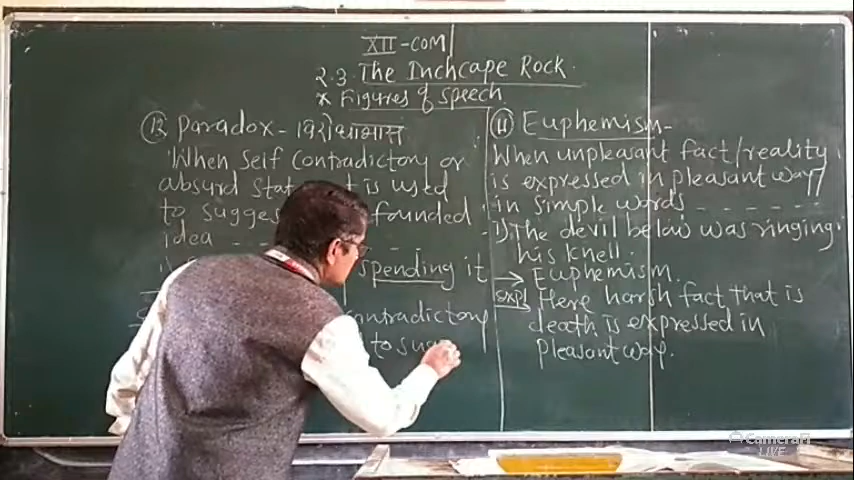 XII-COM
2.3 The Inchcape Rock.
* Figures of speech
12 Paradox - विरोधाभास
'When Self Contradictory or
absurd stat t is used
to sugges founded
idea - - - -
spending it
contradictory
to sugg
11 Euphemism-
When unpleasant fact/reality
is expressed in pleasant way/
in simple words - - - - - -
1) The devil below was ringing
his knell.
→ Euphemism.
Expl Here harsh fact that is
death is expressed in
Pleasant way.
CameraFi
LIVE